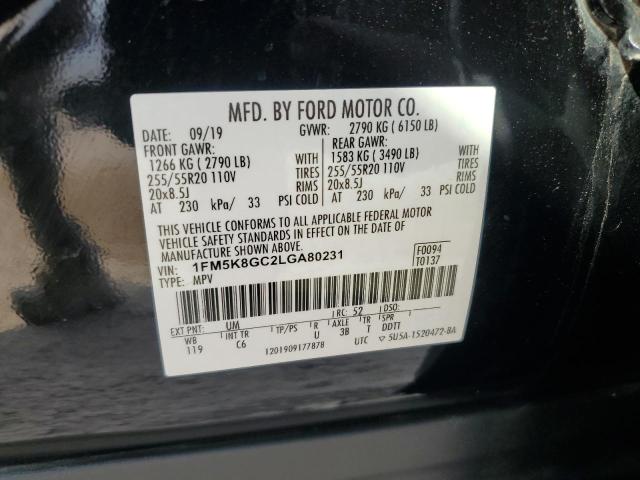 MFD. BY FORD MOTOR CO.
DATE: 09/19 GVWR: 2790 KG ( 6150 LB)
FRONT GAWR: REAR GAWR:
1266 KG ( 2790 LB) WITH 1583 KG ( 3490 LB) WITH
255/55R20 110V TIRES 255/55R20 110V TIRES
20x8.5J RIMS 20x8.5J RIMS
AT 230 kPa/ 33 PSI COLD AT 230 kPa/ 33 PSI COLD
THIS VEHICLE CONFORMS TO ALL APPLICABLE FEDERAL MOTOR
VEHICLE SAFETY STANDARDS IN EFFECT ON THE DATE OF
MANUFACTURE SHOWN ABOVE.
VIN: 1FM5K8GC2LGA80231 F0094
TYPE: MPV T0137
EXT PNT: UM RC: 52 DSO:
WB INT TR TP/PS R AXLE TR SPR
119 C6 U 3B T DDTT
1201909177878 UTC 5U5A-1520472-BA